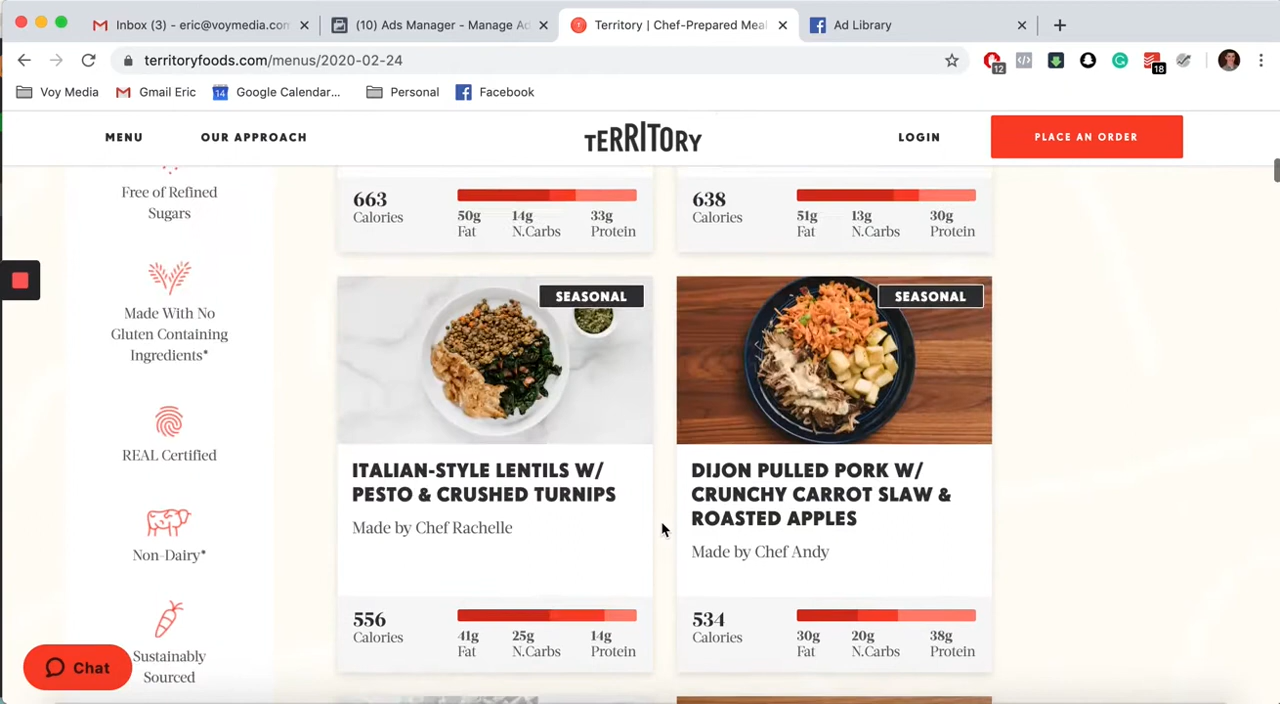 Inbox (3) - eric@voymedia.com
(10) Ads Manager - Manage Ad
Territory | Chef-Prepared Meal
Ad Library
territoryfoods.com/menus/2020-02-24
12
18
Voy Media
Gmail Eric
14
Google Calendar...
Personal
Facebook
MENU
OUR APPROACH
TERRITORY
LOGIN
PLACE AN ORDER
Free of Refined
Sugars
Made With No
Gluten Containing
Ingredients*
REAL Certified
Non-Dairy*
Sustainably
Sourced
Chat
663
Calories
50g
Fat
14g
N.Carbs
33g
Protein
638
Calories
51g
Fat
13g
N.Carbs
30g
Protein
SEASONAL
ITALIAN-STYLE LENTILS W/
PESTO & CRUSHED TURNIPS
Made by Chef Rachelle
556
Calories
41g
Fat
25g
N.Carbs
14g
Protein
SEASONAL
DIJON PULLED PORK W/
CRUNCHY CARROT SLAW &
ROASTED APPLES
Made by Chef Andy
534
Calories
30g
Fat
20g
N.Carbs
38g
Protein